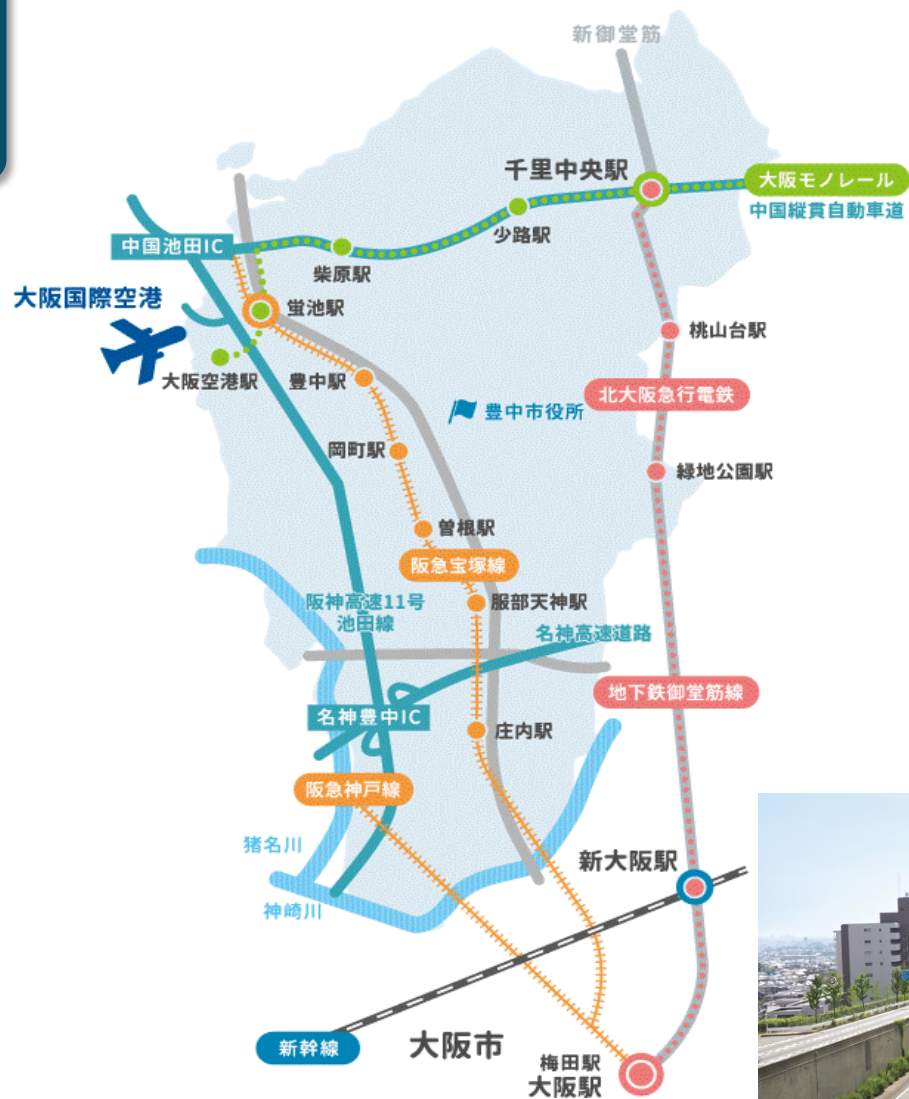 新御堂筋
千里中央駅
大阪モノレール
中国縦貫自動車道
少路駅
中国池田IC
柴原駅
大阪国際空港
蛍池駅
桃山台駅
大阪空港駅
豊中駅
北大阪急行電鉄
豊中市役所
岡町駅
緑地公園駅
曽根駅
阪急宝塚線
阪神高速11号
池田線
服部天神駅
名神高速道路
地下鉄御堂筋線
名神豊中IC
庄内駅
阪急神戸線
猪名川
新大阪駅
神崎川
新幹線
大阪市
梅田駅
大阪駅